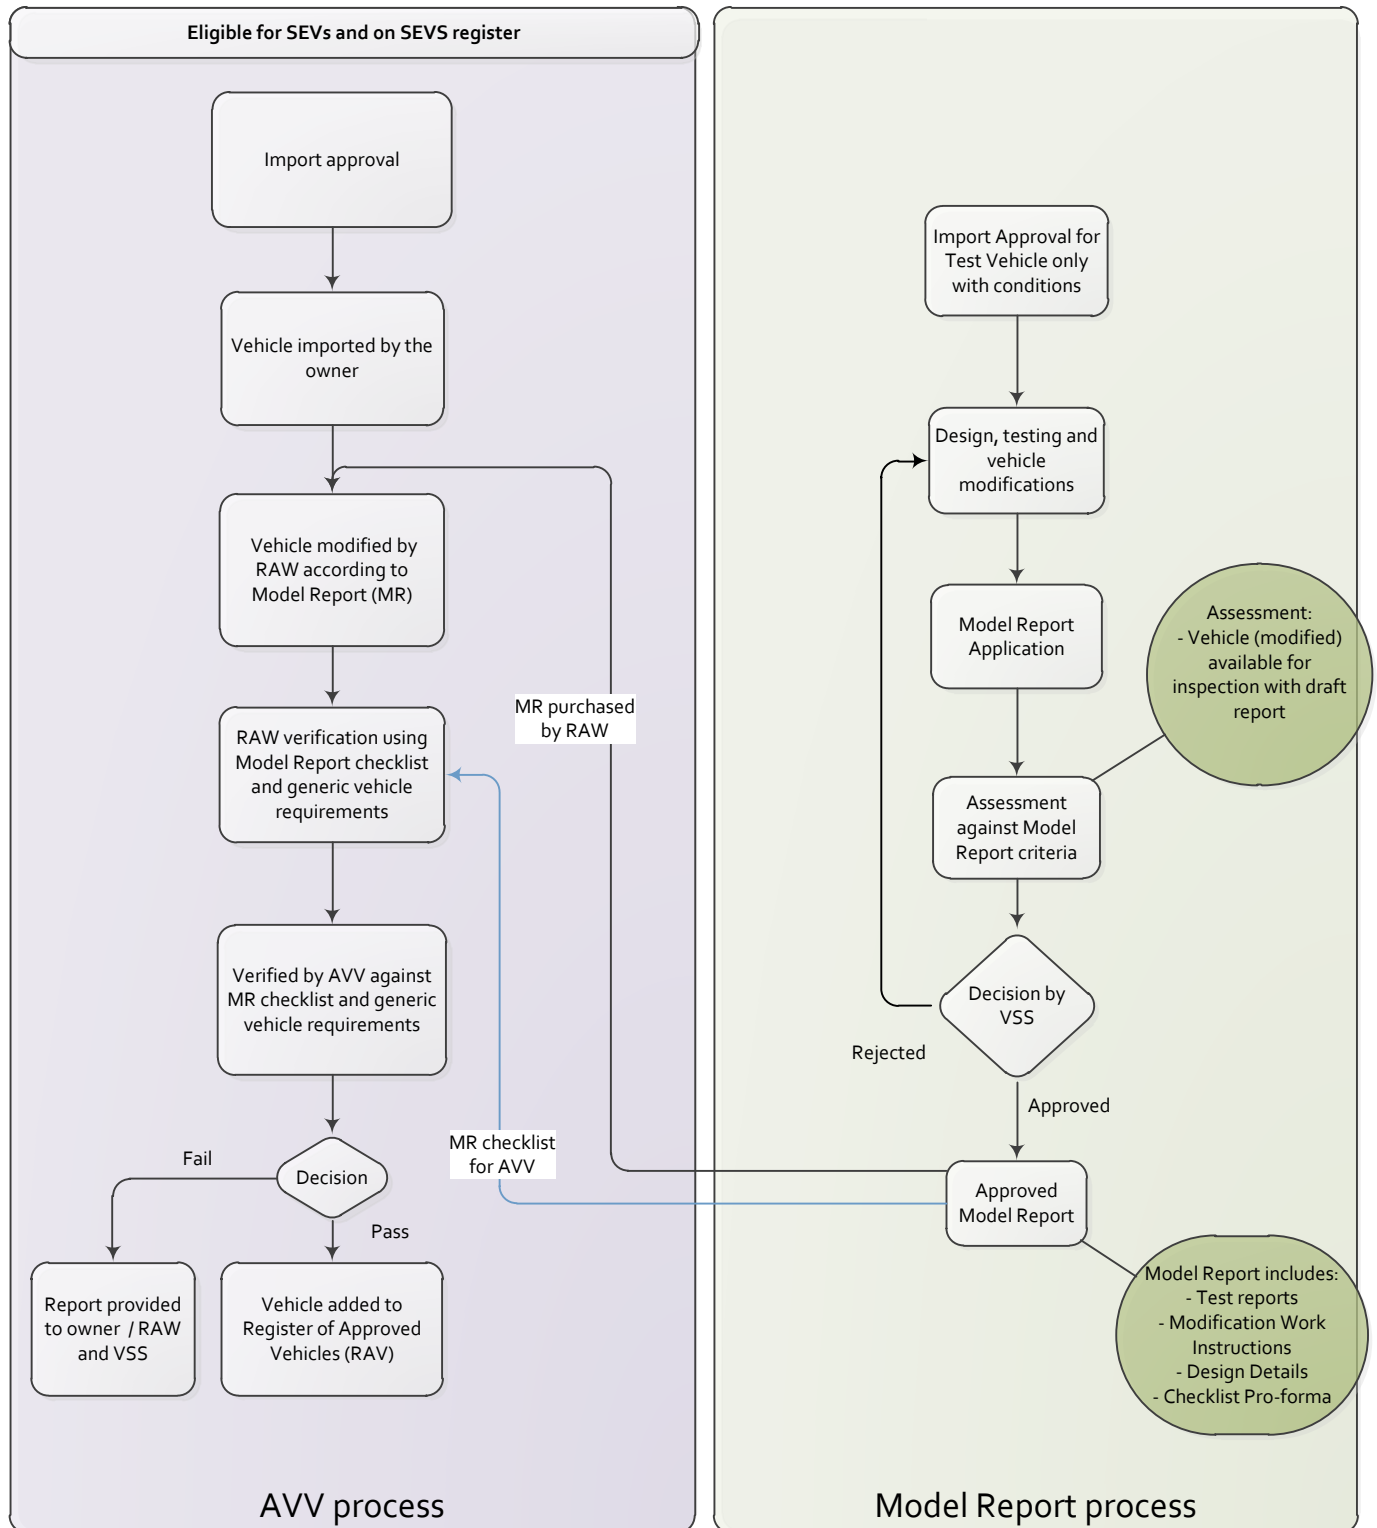 Eligible for SEVs and on SEVS register
Import approval
Vehicle imported by the
owner
Vehicle modified by
RAW according to
Model Report (MR)
MR purchased
by RAW
RAW verification using
Model Report checklist
and generic vehicle
requirements
Verified by AVV against
MR checklist and generic
vehicle requirements
MR checklist
for AVV
Fail
Decision
Pass
Report provided
to owner / RAW
and VSS
Vehicle added to
Register of Approved
Vehicles (RAV)
AVV process
Import Approval for
Test Vehicle only
with conditions
Design, testing and
vehicle
modifications
Model Report
Application
Assessment:
- Vehicle (modified)
available for
inspection with draft
report
Assessment
against Model
Report criteria
Decision by
VSS
Rejected
Approved
Approved
Model Report
Model Report includes:
- Test reports
- Modification Work
Instructions
- Design Details
- Checklist Pro-forma
Model Report process